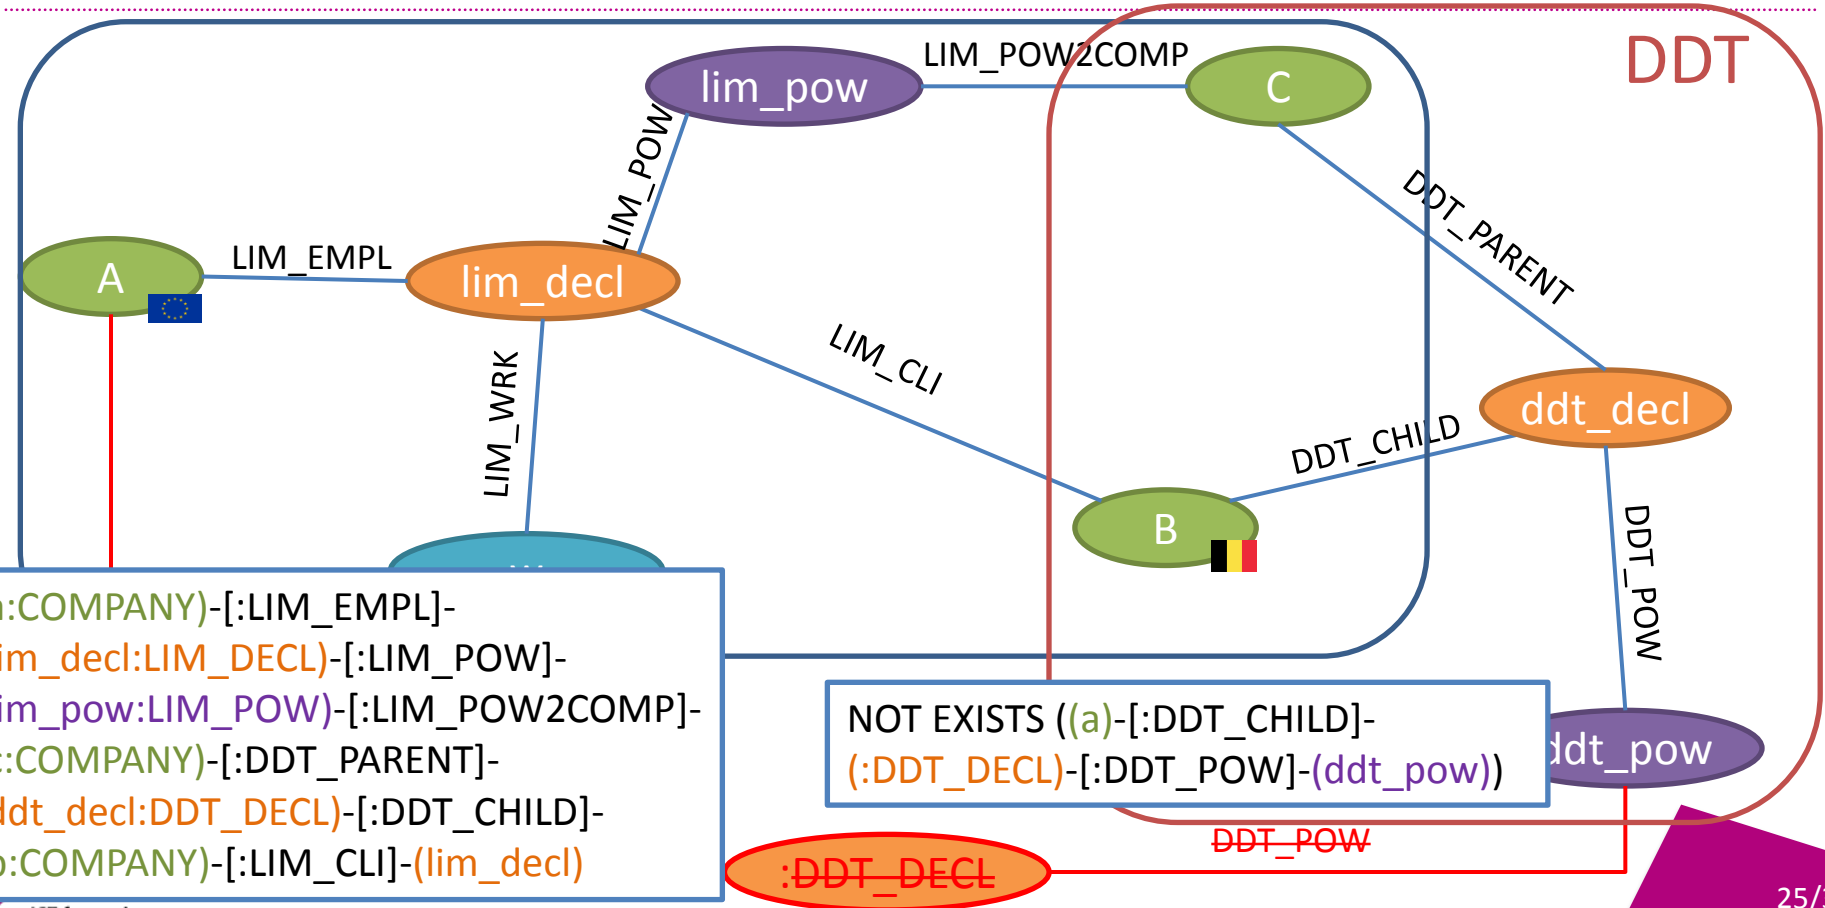 DDT
LIM_POW2COMP
lim_pow
C
LIM_POW
DDT_PARENT
A
LIM_EMPL
lim_decl
LIM_CLI
LIM_WRK
ddt_decl
DDT_CHILD
B
DDT_POW
:COMPANY)-[:LIM_EMPL]-
im_decl:LIM_DECL)-[:LIM_POW]-
im_pow:LIM_POW)-[:LIM_POW2COMP]-
:COMPANY)-[:DDT_PARENT]-
ddt_decl:DDT_DECL)-[:DDT_CHILD]-
:COMPANY)-[:LIM_CLI]-(lim_decl)
NOT EXISTS ((a)-[:DDT_CHILD]-
(:DDT_DECL)-[:DDT_POW]-(ddt_pow))
ddt_pow
DDT_POW
:DDT_DECL
25/